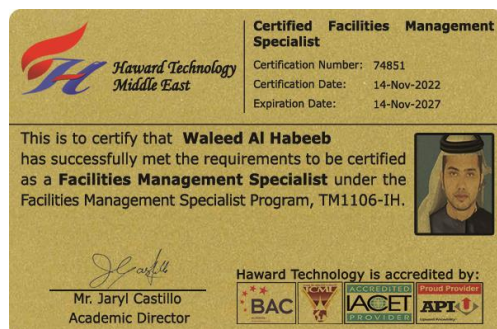 Haward Technology
Middle East
Certified Facilities Management
Specialist
Certification Number: 74851
Certification Date: 14-Nov-2022
Expiration Date: 14-Nov-2027
This is to certify that Waleed Al Habeeb
has successfully met the requirements to be certified
as a Facilities Management Specialist under the
Facilities Management Specialist Program, TM1106-IH.
Mr. Jaryl Castillo
Academic Director
Haward Technology is accredited by:
BAC
ACCREDITED
IACET
PROVIDER
Proud Provider
API